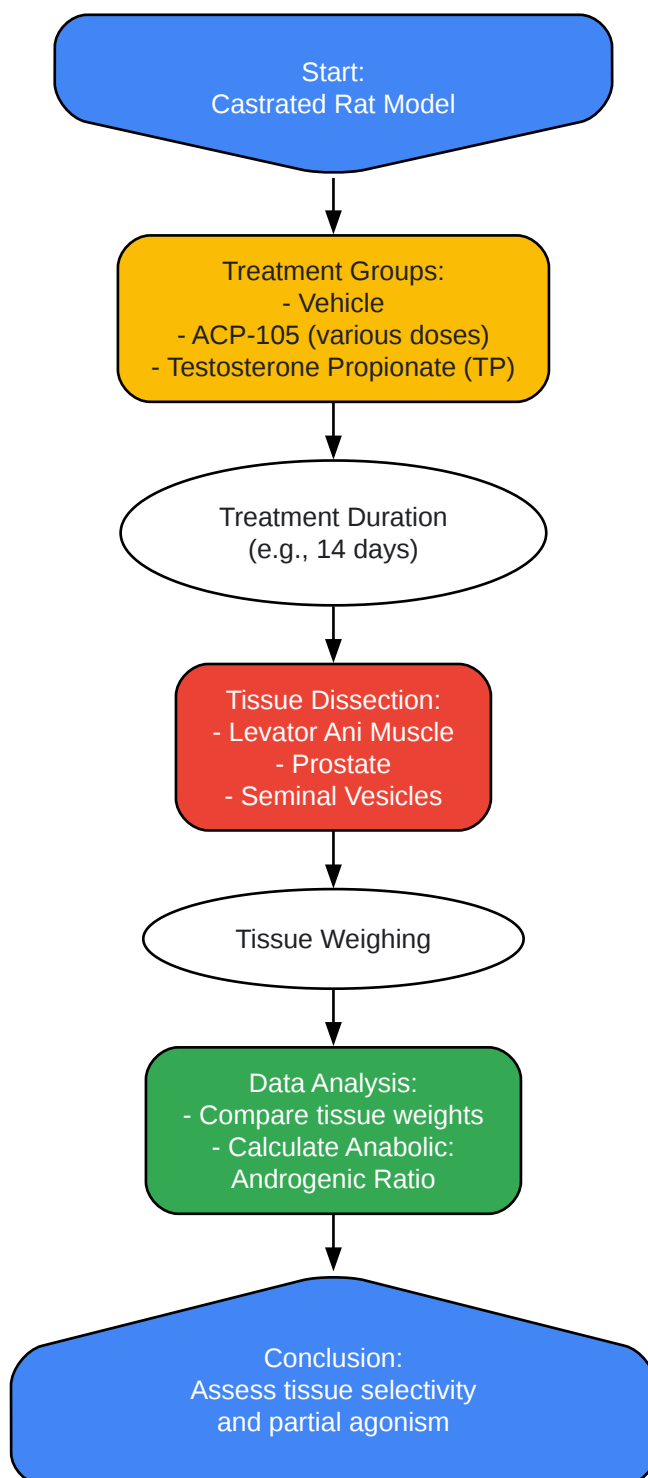 Start:
Castrated Rat Model
Treatment Groups:
- Vehicle
- ACP-105 (various doses)
- Testosterone Propionate (TP)
Treatment Duration
(e.g., 14 days)
Tissue Dissection:
- Levator Ani Muscle
- Prostate
- Seminal Vesicles
Tissue Weighing
Data Analysis:
- Compare tissue weights
- Calculate Anabolic:
Androgenic Ratio
Conclusion:
Assess tissue selectivity
and partial agonism